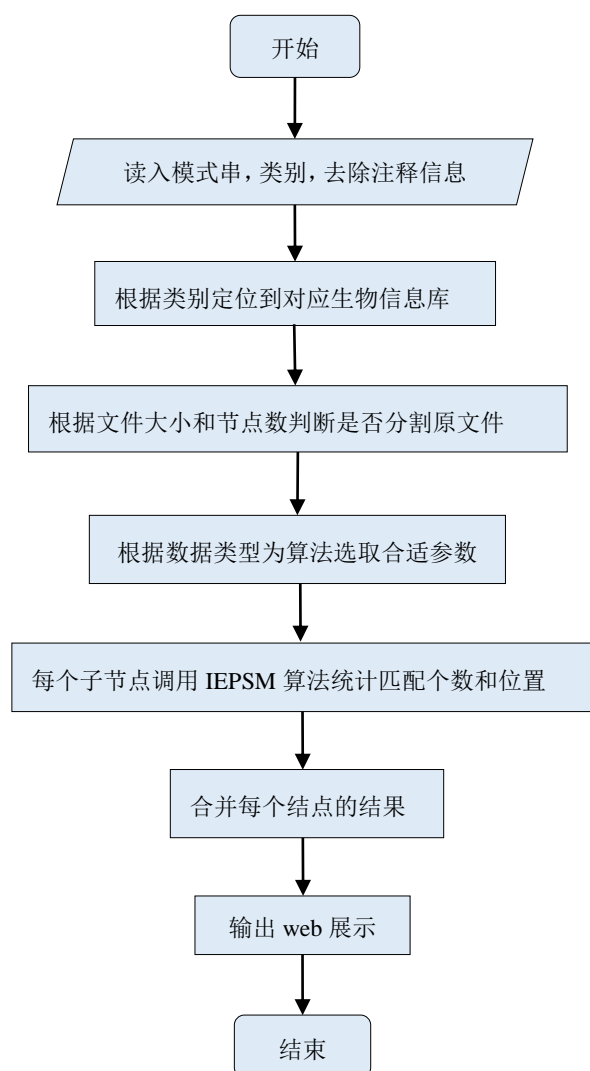 开始
读入模式串,类别,去除注释信息
根据类别定位到对应生物信息库
根据文件大小和节点数判断是否分割原文件
根据数据类型为算法选取合适参数
每个子节点调用 IEPSM 算法统计匹配个数和位置
合并每个结点的结果
输出 web 展示
结束